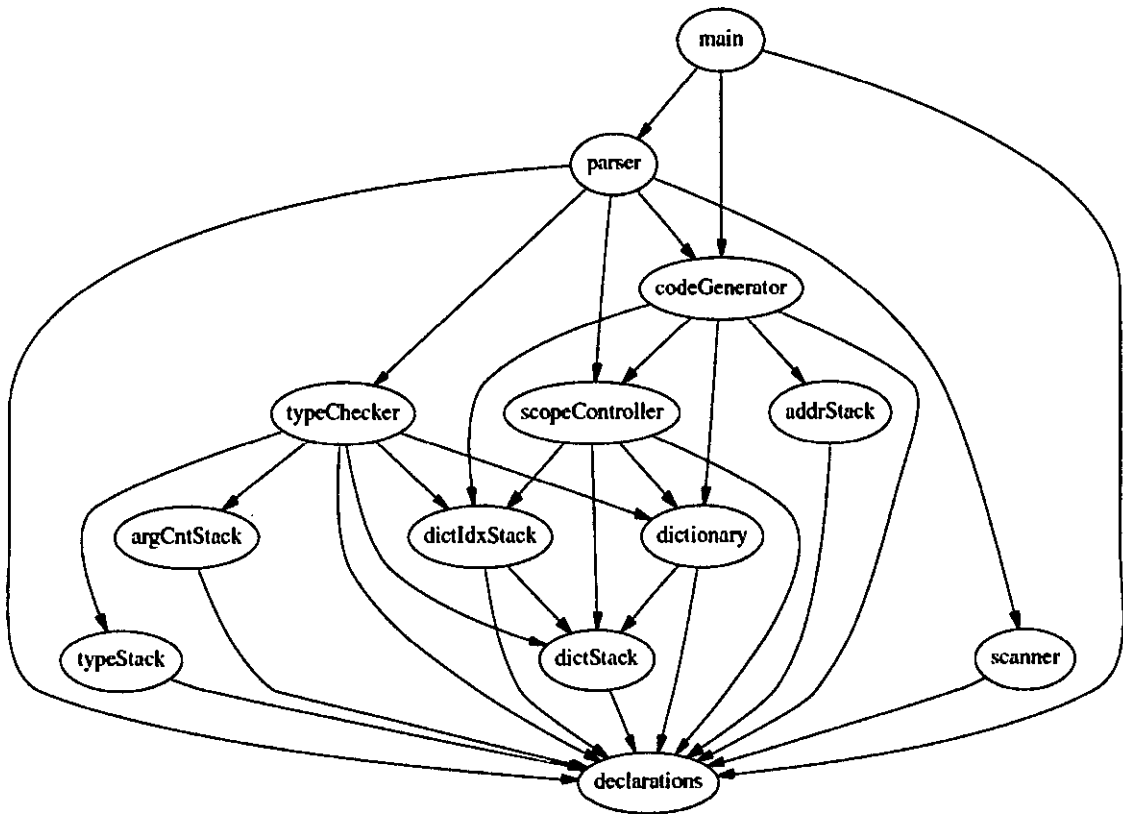 main
parser
codeGenerator
typeChecker
scopeController
addrStack
argCntStack
dictIdxStack
dictionary
typeStack
dictStack
scanner
declarations